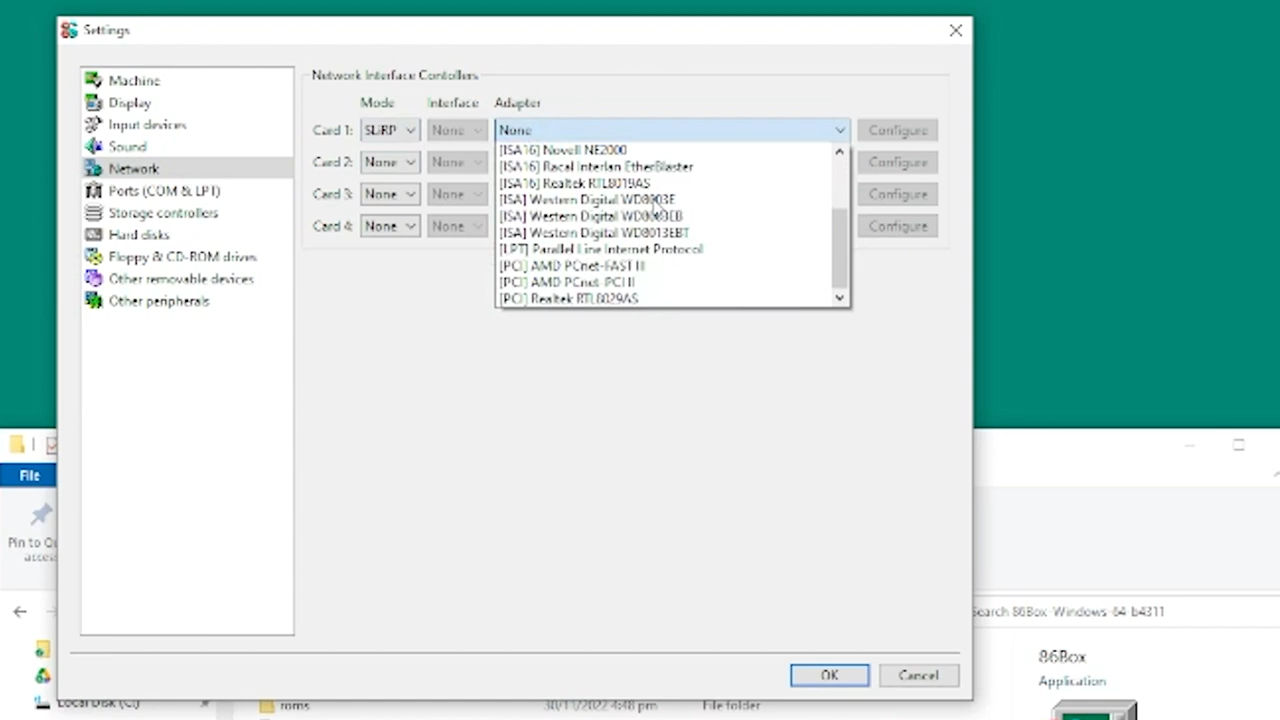 Settings
Machine
Display
Input devices
Sound
Network
Ports (COM & LPT)
Storage controllers
Hard disks
Floppy & CD-ROM drives
Other removable devices
Other peripherals
Network Interface Contollers
Mode Interface Adapter
Card 1: SLiRP None None Configure
Card 2: None None Configure
Card 3: None None Configure
Card 4: None None Configure
[ISA16] Novell NE2000
[ISA16] Racal Interlan EtherBlaster
[ISA16] Realtek RTL8019AS
[ISA] Western Digital WD8003E
[ISA] Western Digital WD8003EB
[ISA] Western Digital WD8013EBT
[LPT] Parallel Line Internet Protocol
[PCI] AMD PCnet-FAST III
[PCI] AMD PCnet-PCI II
[PCI] Realtek RTL8029AS
OK Cancel
File
Pin to
Search 86Box-Windows-64-b4311
86Box
Application
Local Disk (C:)
roms 30/11/2022 4:48 pm File folder